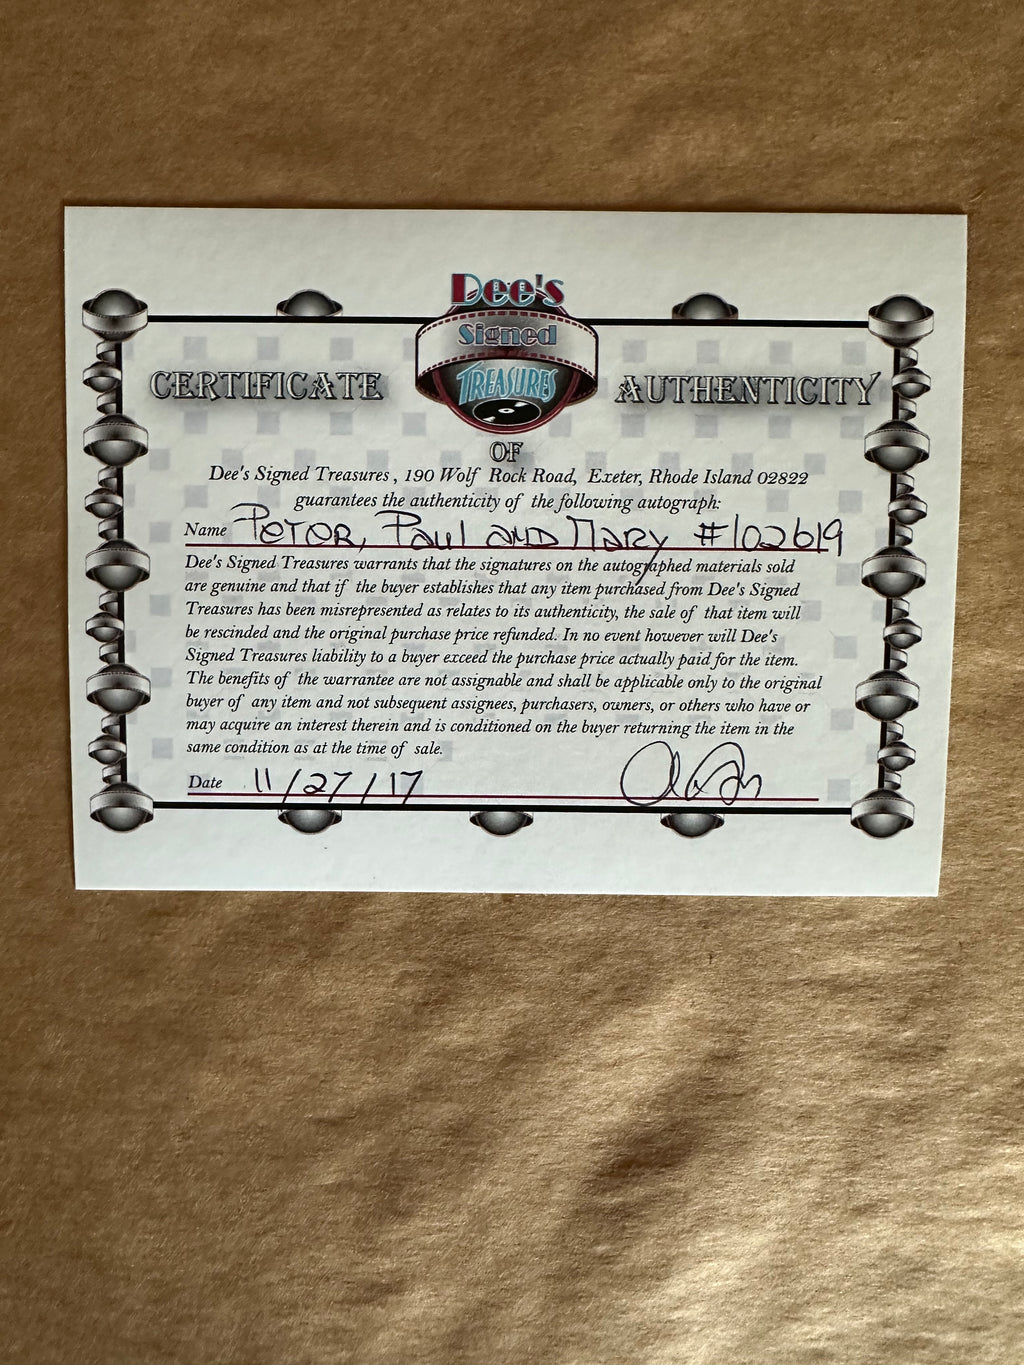 Dee's
Signed
TREASURES
CERTIFICATE AUTHENTICITY
OF
Dee's Signed Treasures, 190 Wolf Rock Road, Exeter, Rhode Island 02822
guarantees the authenticity of the following autograph:
Name Peter, Paul and Mary #102619
Dee's Signed Treasures warrants that the signatures on the autographed materials sold
are genuine and that if the buyer establishes that any item purchased from Dee's Signed
Treasures has been misrepresented as relates to its authenticity, the sale of that item will
be rescinded and the original purchase price refunded. In no event however will Dee's
Signed Treasures liability to a buyer exceed the purchase price actually paid for the item.
The benefits of the warrantee are not assignable and shall be applicable only to the original
buyer of any item and not subsequent assignees, purchasers, owners, or others who have or
may acquire an interest therein and is conditioned on the buyer returning the item in the
same condition as at the time of sale.
Date 11/27/17